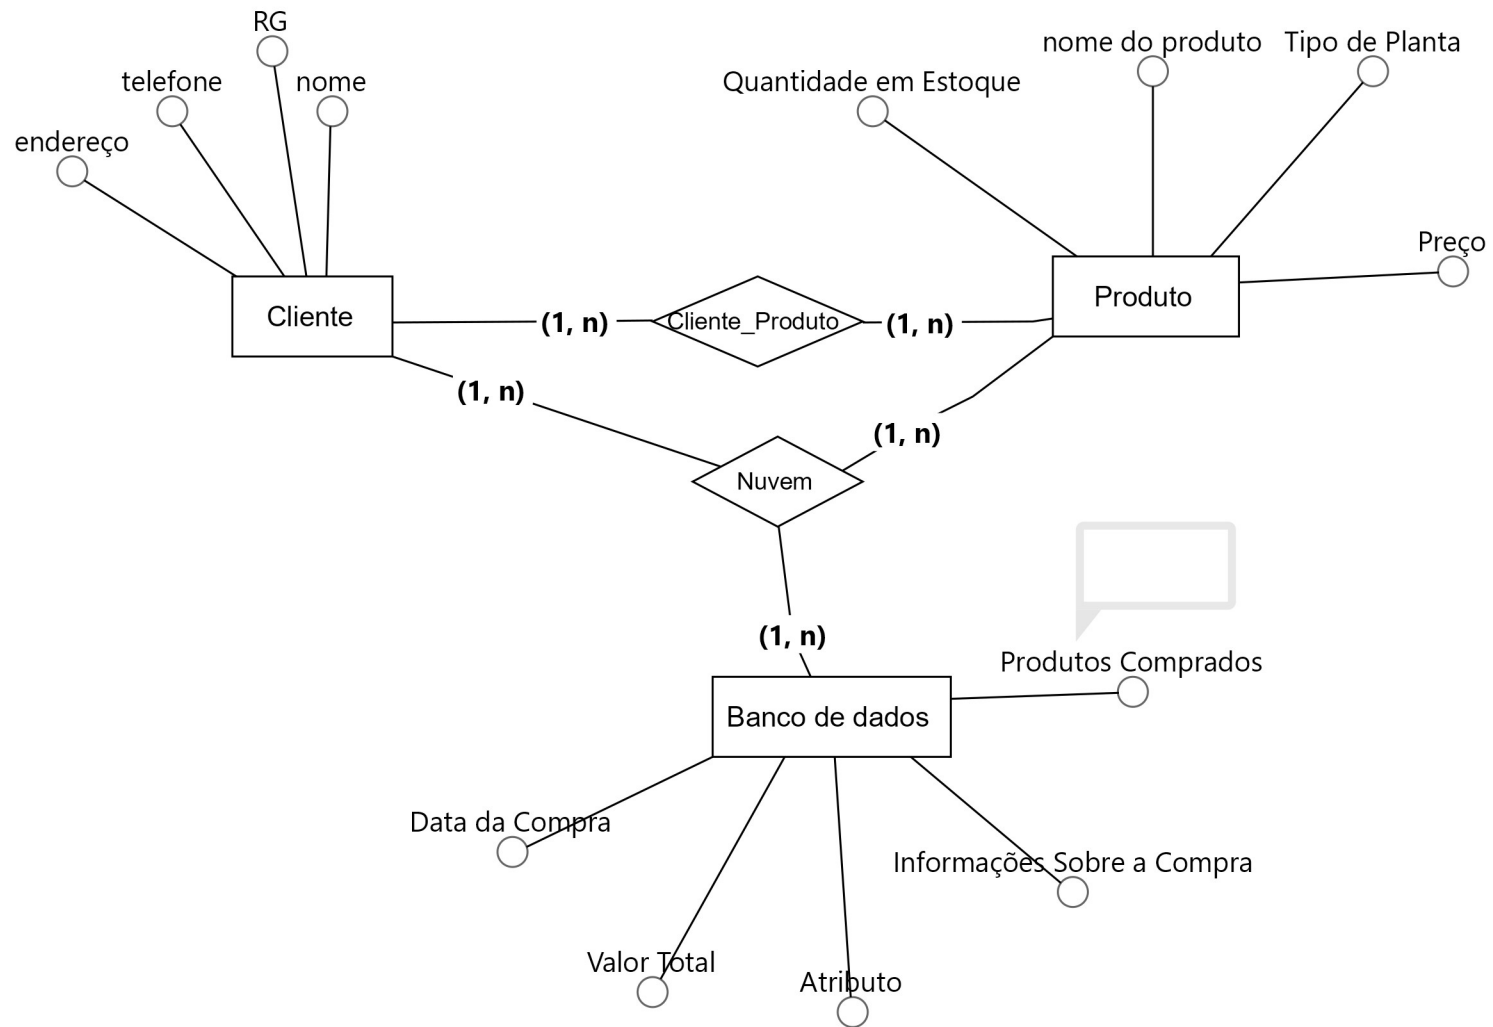 RG
telefone
nome
endereço
nome do produto
Tipo de Planta
Quantidade em Estoque
Preço
Cliente
(1, n)
Cliente_Produto
(1, n)
Produto
(1, n)
(1, n)
Nuvem
(1, n)
Produtos Comprados
Banco de dados
Data da Compra
Informações Sobre a Compra
Valor Total
Atributo